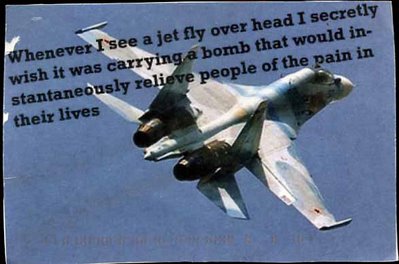 Whenever I see a jet fly over head I secretly
wish it was carrying a bomb that would in-
stantaneously relieve people of the pain in
their lives